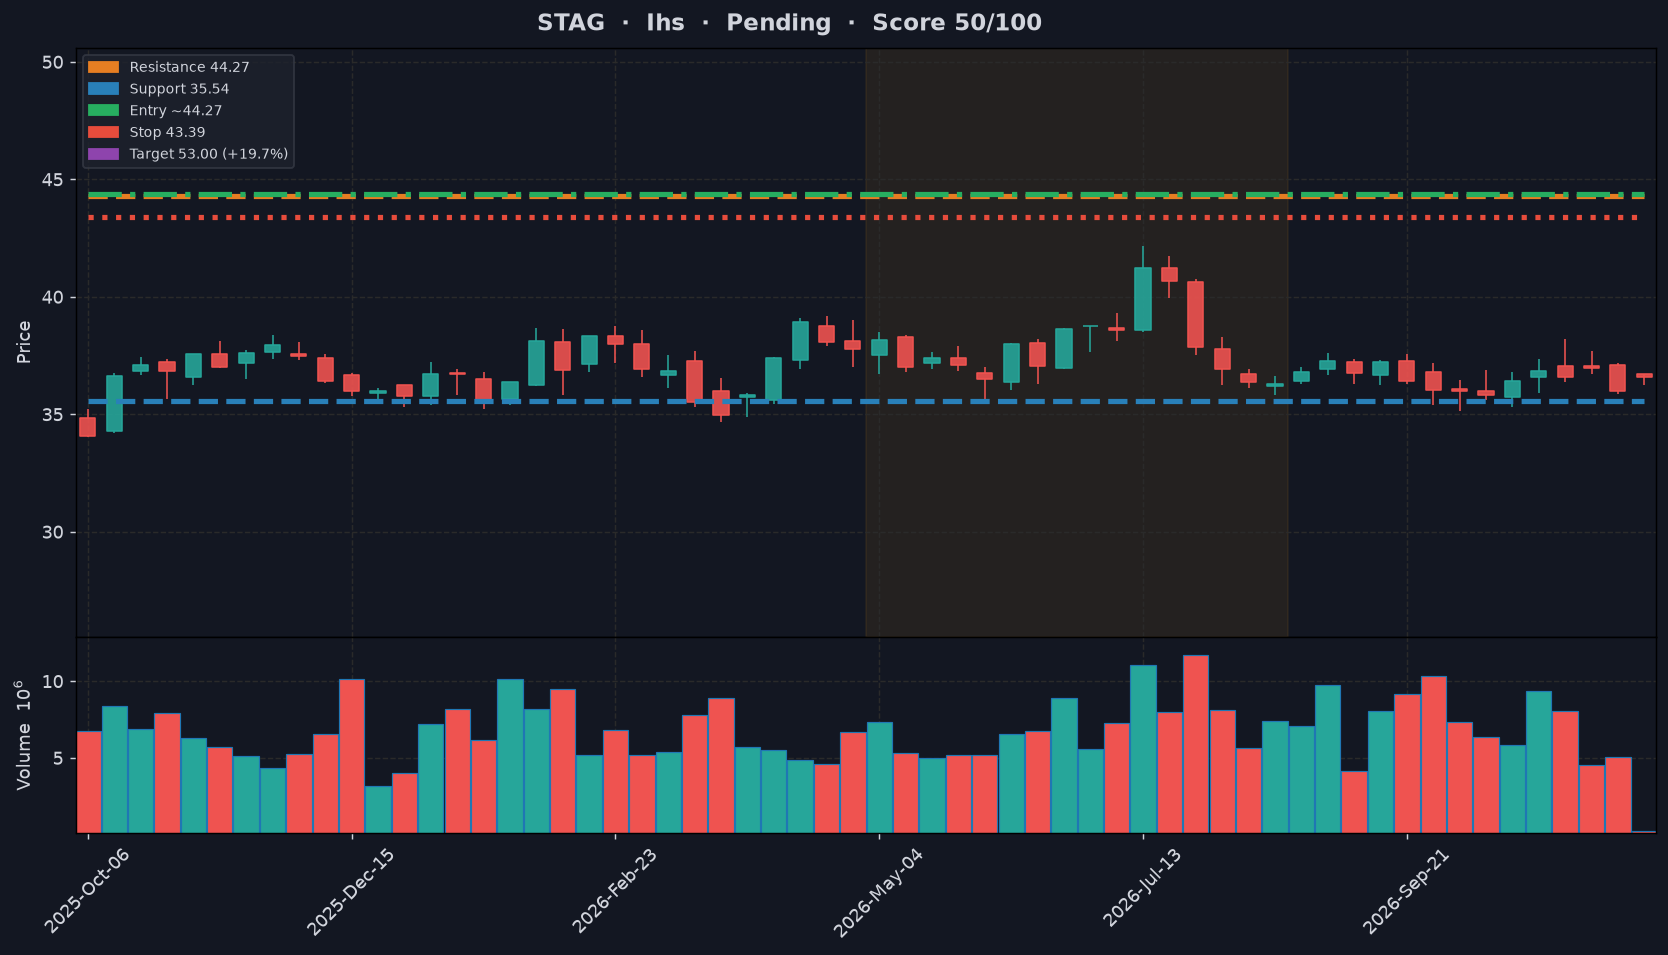 STAG · Ihs · Pending · Score 50/100
Resistance 44.27
Support 35.54
Entry ~44.27
Stop 43.39
Target 53.00 (+19.7%)
50
45
40
35
30
Price
10
5
Volume 10⁶
2025-Oct-06
2025-Dec-15
2026-Feb-23
2026-May-04
2026-Jul-13
2026-Sep-21